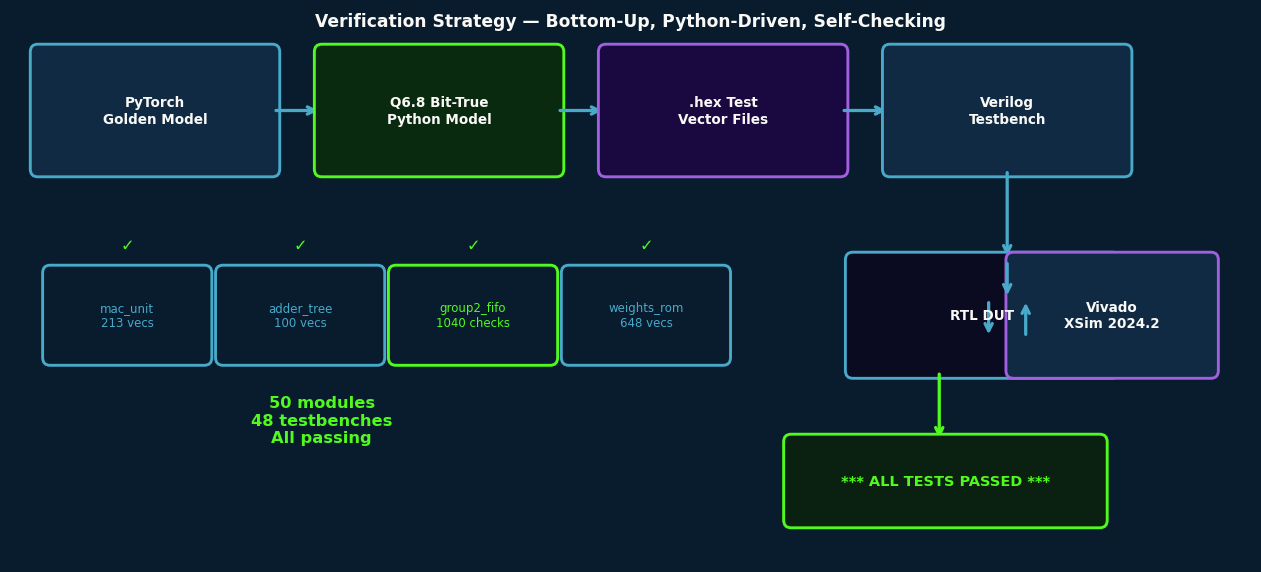 Verification Strategy — Bottom-Up, Python-Driven, Self-Checking
PyTorch
Golden Model
Q6.8 Bit-True
Python Model
.hex Test
Vector Files
Verilog
Testbench
✓ ✓ ✓ ✓
mac_unit
213 vecs
adder_tree
100 vecs
group2_fifo
1040 checks
weights_rom
648 vecs
RTL DUT
Vivado
XSim 2024.2
50 modules
48 testbenches
All passing
*** ALL TESTS PASSED ***